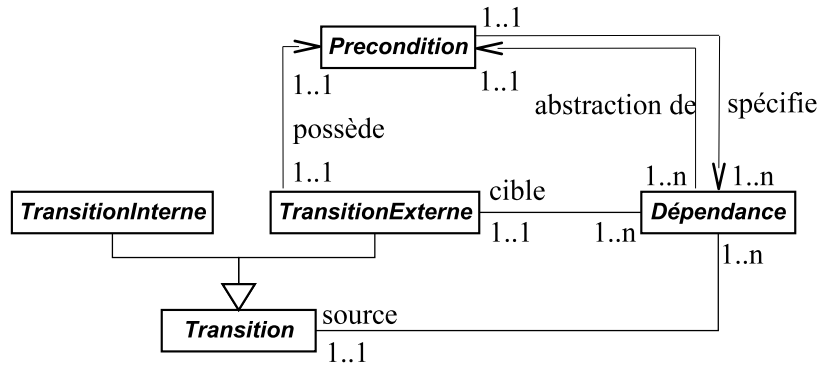 1..1
Precondition
1..1
1..1
abstraction de
spécifie
possède
1..1
1..n
1..n
TransitionInterne
TransitionExterne
cible
1..1
1..n
Dépendance
1..n
Transition
source
1..1